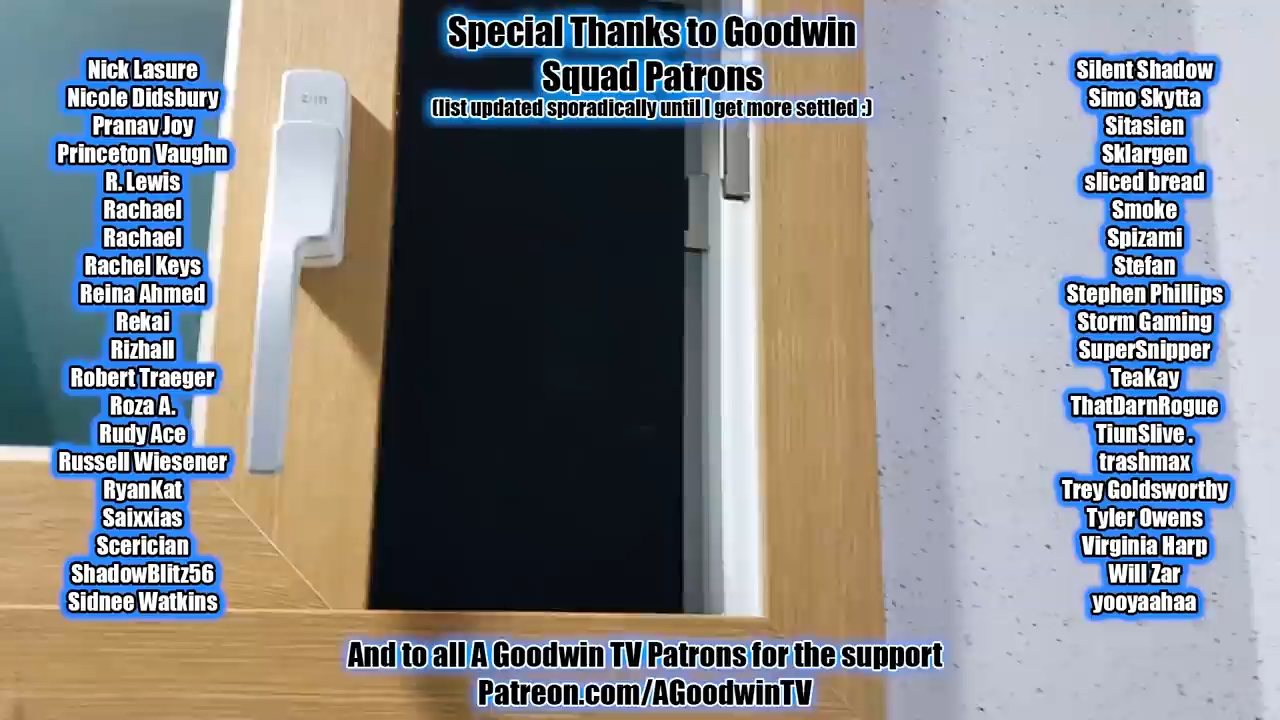 Special Thanks to Goodwin
Squad Patrons
(list updated sporadically until I get more settled :)
Nick Lasure
Nicole Didsbury
Pranav Joy
Princeton Vaughn
R. Lewis
Rachael
Rachael
Rachel Keys
Reina Ahmed
Rekai
Rizhall
Robert Traeger
Roza A.
Rudy Ace
Russell Wiesener
RyanKat
Saixxias
Scerician
ShadowBlitz56
Sidnee Watkins
Silent Shadow
Simo Skytta
Sitasien
Sklargen
sliced bread
Smoke
Spizami
Stefan
Stephen Phillips
Storm Gaming
SuperSnipper
TeaKay
ThatDarnRogue
TiunSlive .
trashmax
Trey Goldsworthy
Tyler Owens
Virginia Harp
Will Zar
yooyaahaa
And to all A Goodwin TV Patrons for the support
Patreon.com/AGoodwinTV